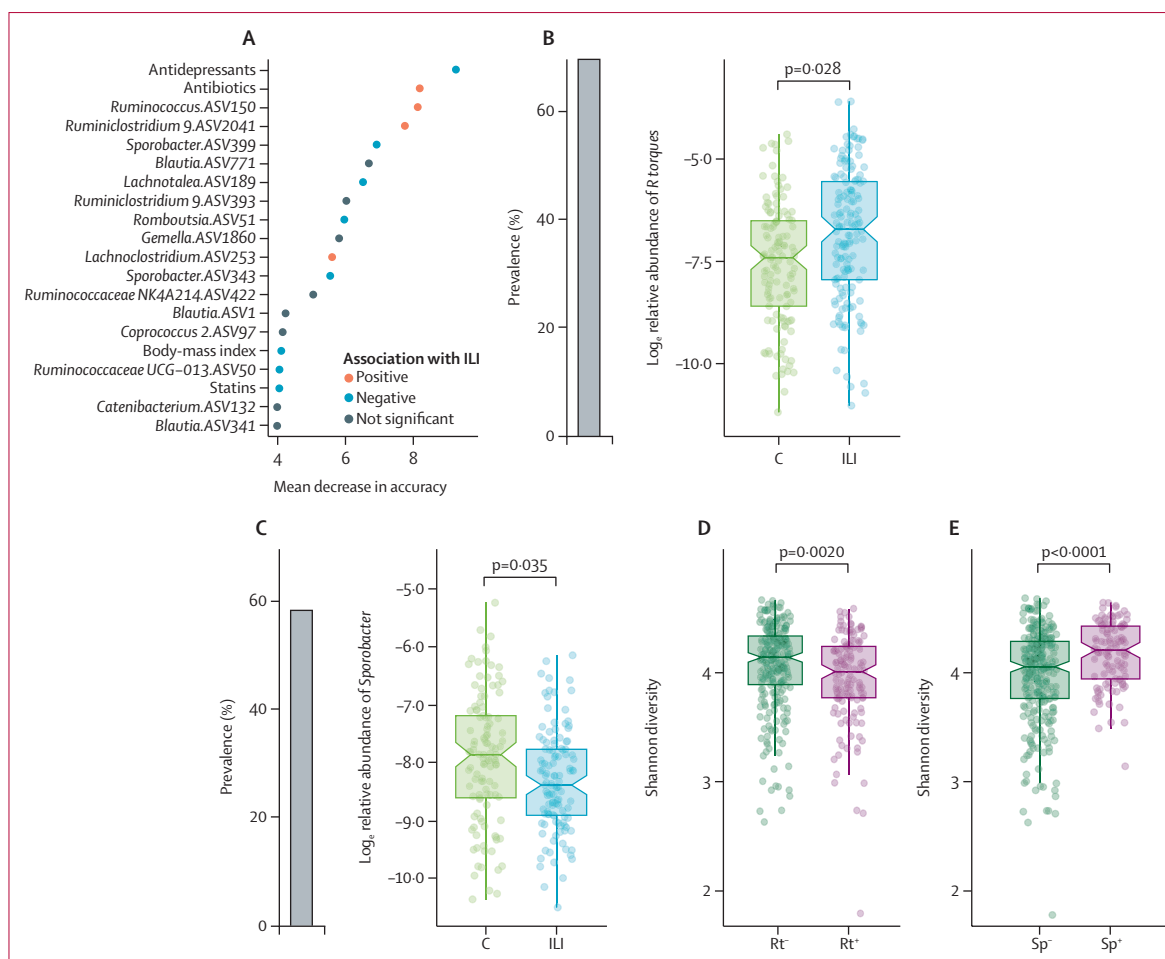 A
Antidepressants
Antibiotics
Ruminococcus.ASV150
Ruminiclostridium 9.ASV2041
Sporobacter.ASV399
Blautia.ASV771
Lachnotalea.ASV189
Ruminiclostridium 9.ASV393
Romboutsia.ASV51
Gemella.ASV1860
Lachnoclostridium.ASV253
Sporobacter.ASV343
Ruminococcaceae NK4A214.ASV422
Blautia.ASV1
Coprococcus 2.ASV97
Body-mass index
Ruminococcaceae UCG–013.ASV50
Statins
Catenibacterium.ASV132
Blautia.ASV341
Association with ILI
Positive
Negative
Not significant
4 6 8
Mean decrease in accuracy
B
Prevalence (%)
60
40
20
0
Logₑ relative abundance of R torques
p=0·028
–5·0
–7·5
–10·0
C ILI
C
Prevalence (%)
60
40
20
0
Logₑ relative abundance of Sporobacter
p=0·035
–5·0
–6·0
–7·0
–8·0
–9·0
–10·0
C ILI
D
Shannon diversity
p=0·0020
4
3
2
Rt⁻ Rt⁺
E
Shannon diversity
p<0·0001
4
3
2
Sp⁻ Sp⁺